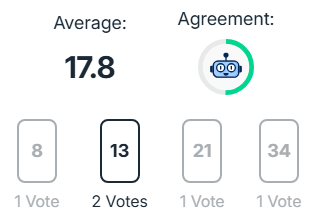 Average: Agreement:
17.8
8 13 21 34
1 Vote 2 Votes 1 Vote 1 Vote